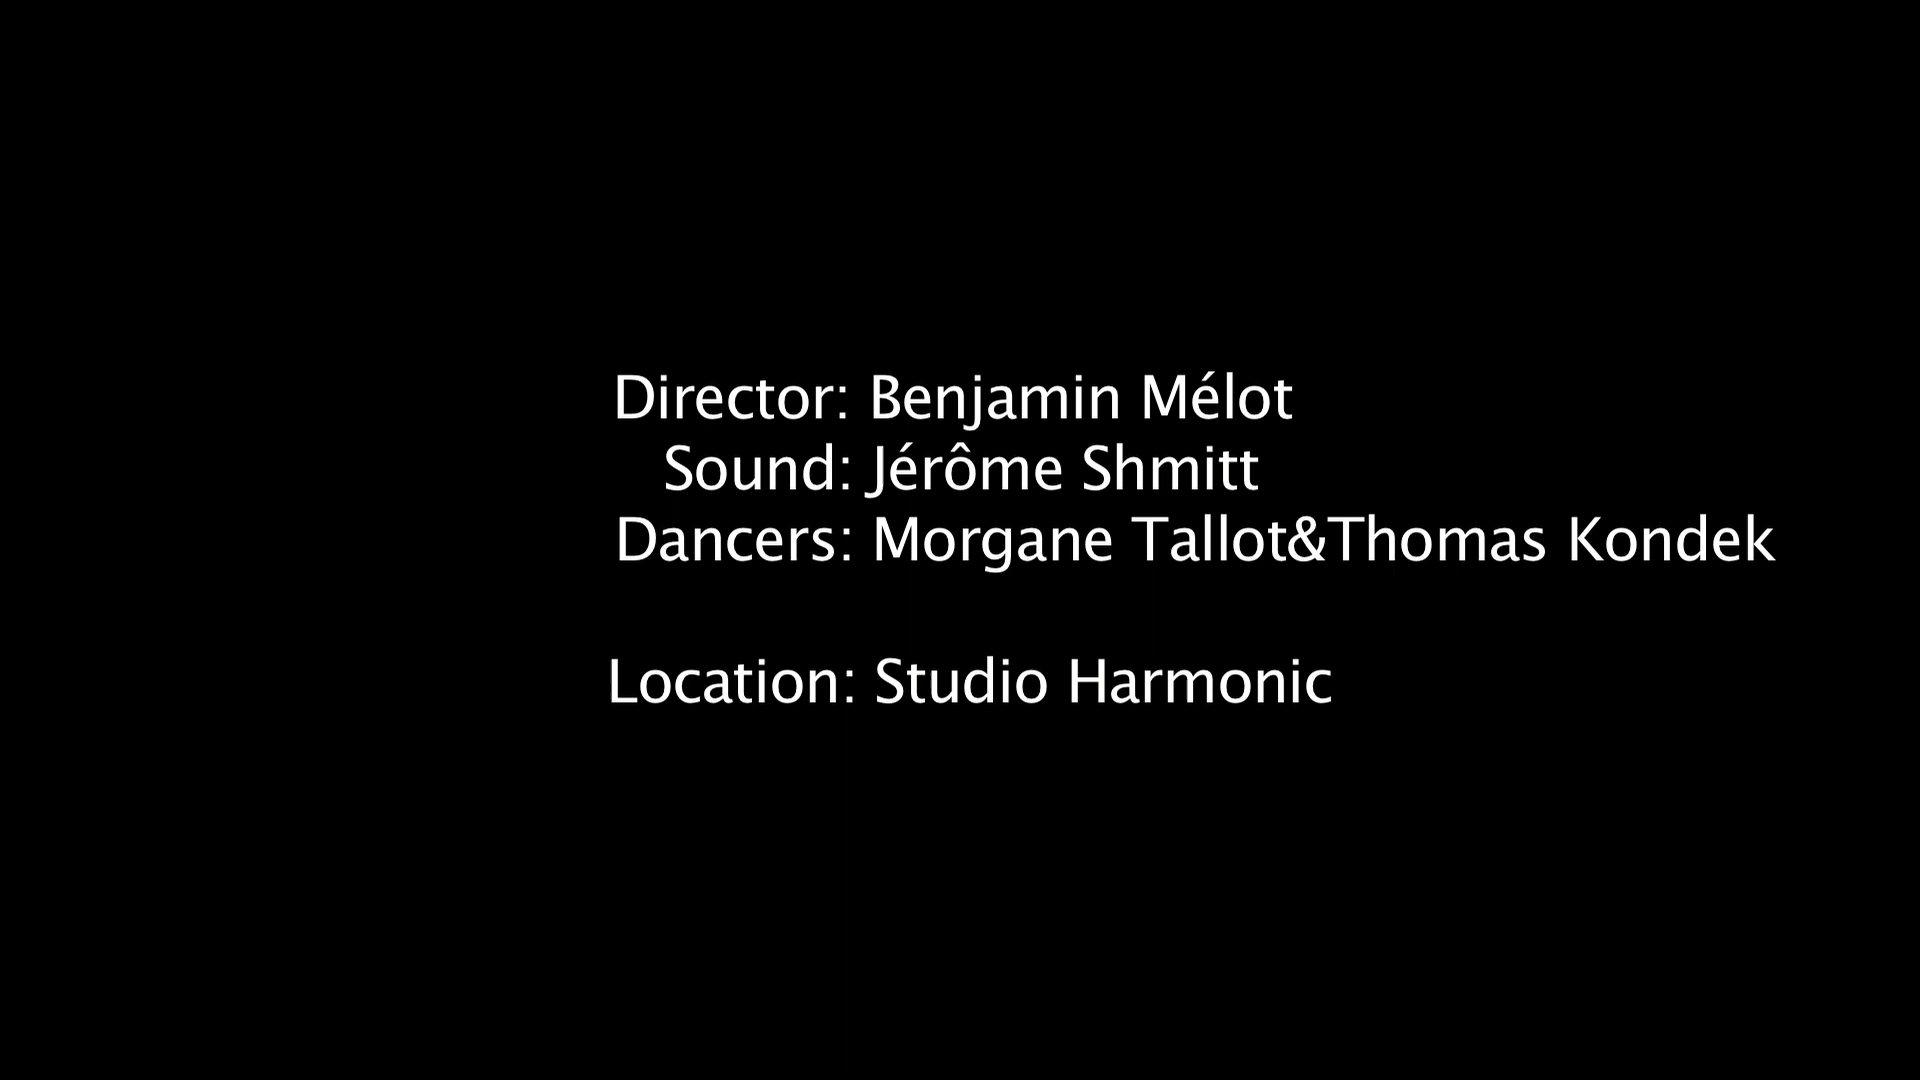 Director: Benjamin Mélot
Sound: Jérôme Shmitt
Dancers: Morgane Tallot&Thomas Kondek
Location: Studio Harmonic